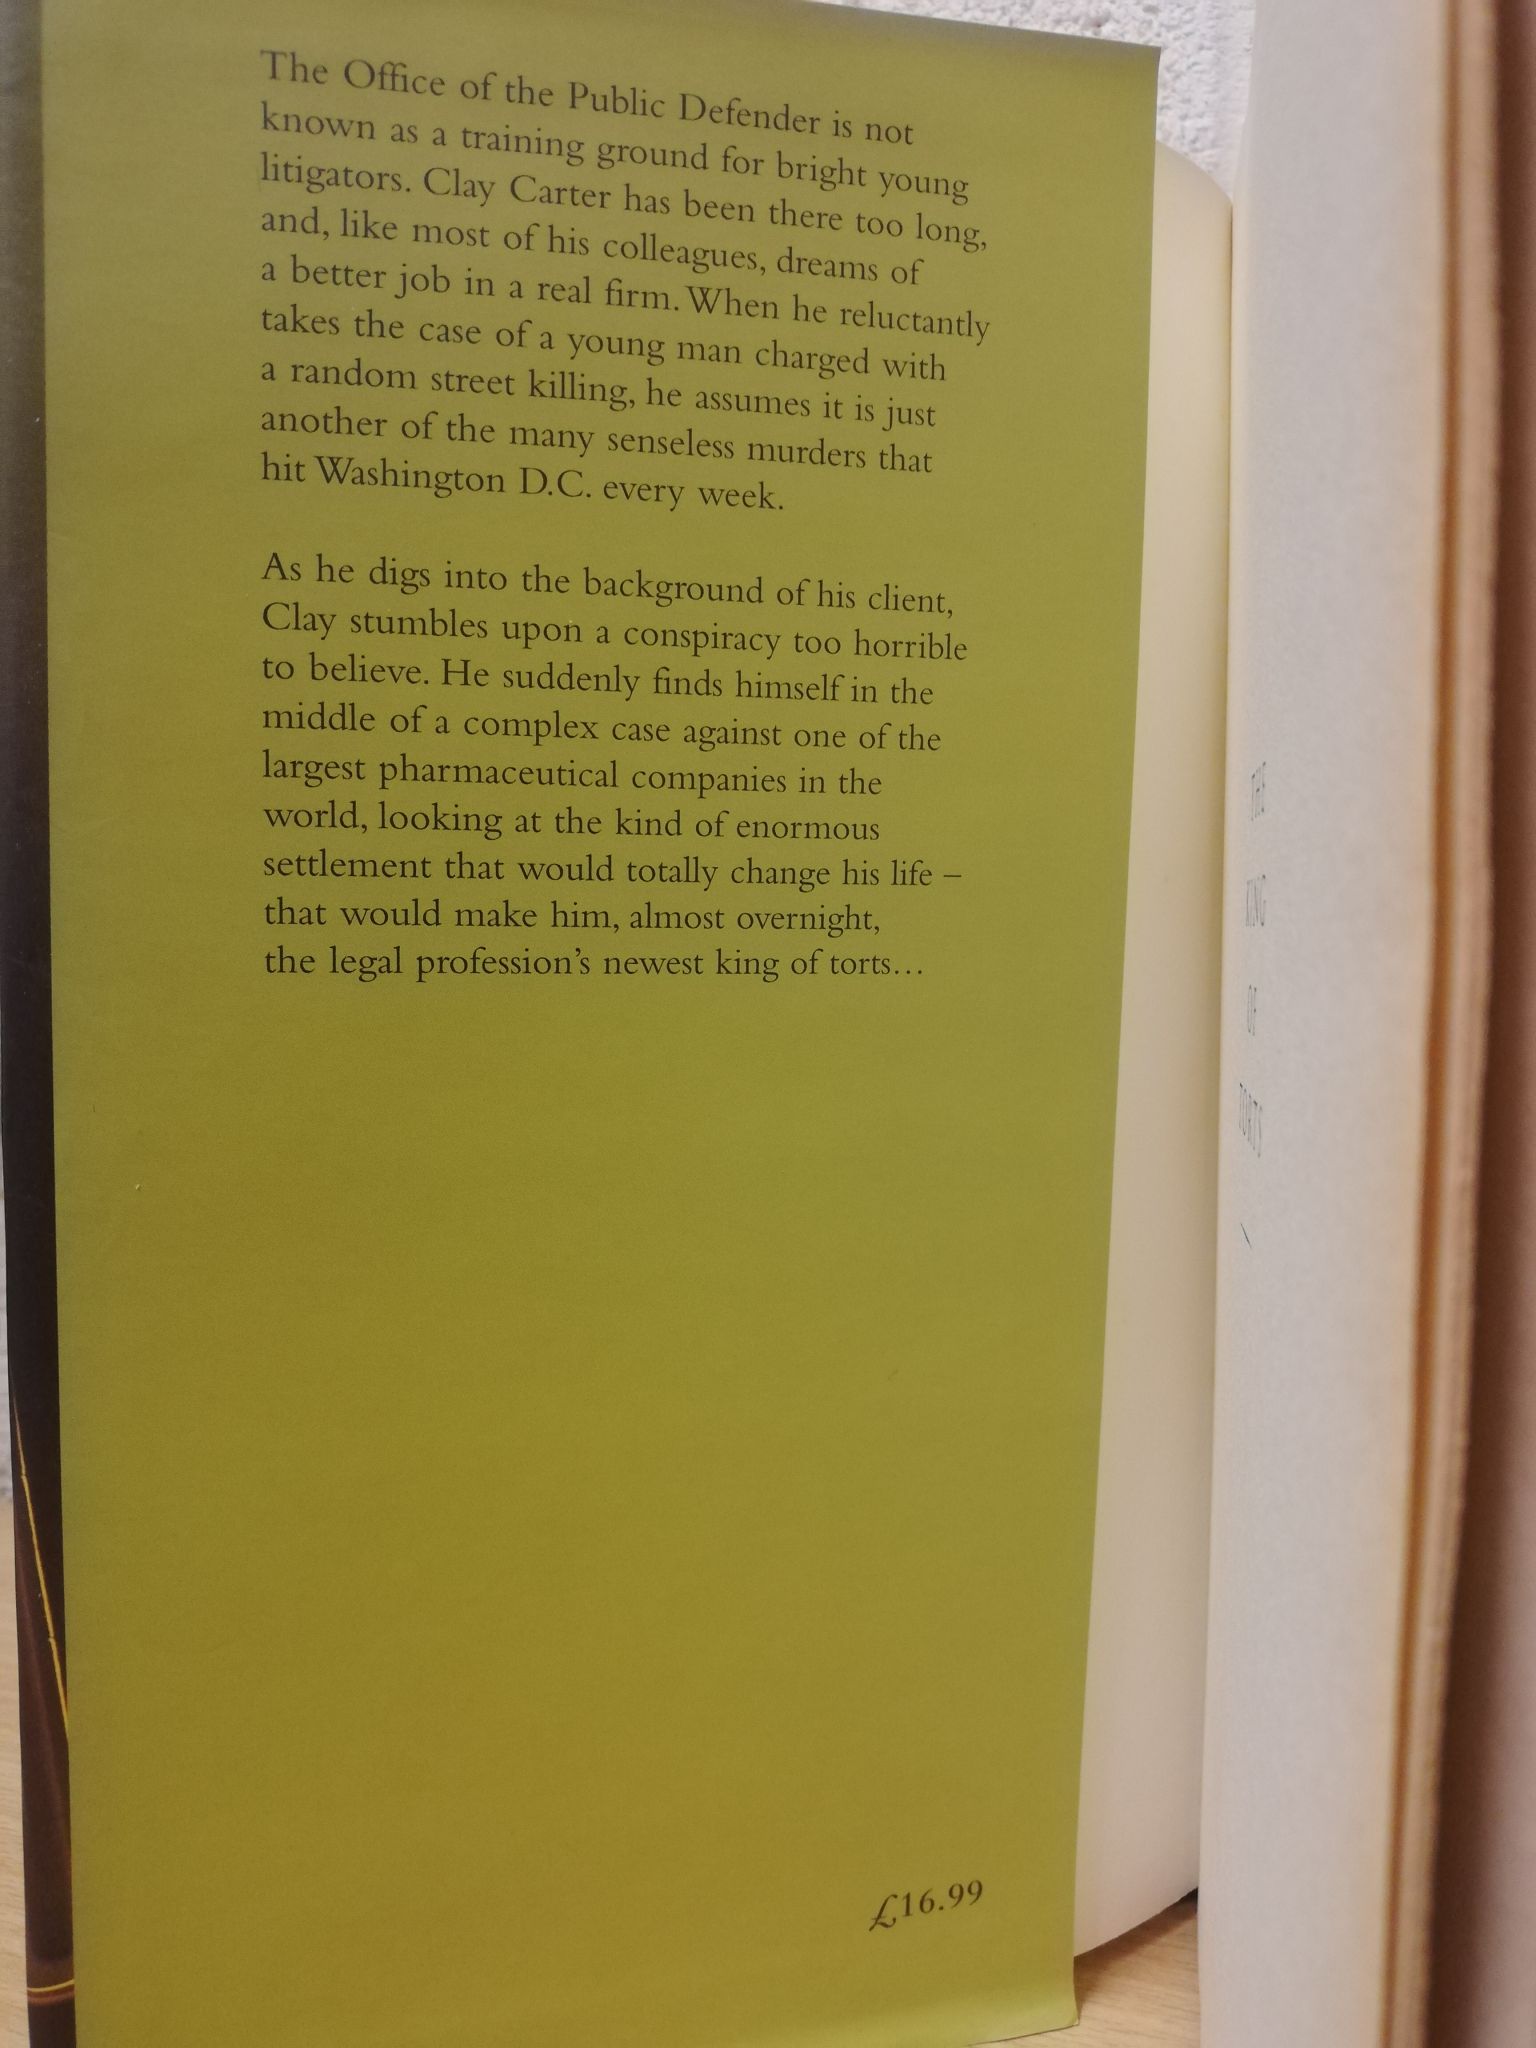 The Office of the Public Defender is not
known as a training ground for bright young
litigators. Clay Carter has been there too long,
and, like most of his colleagues, dreams of
a better job in a real firm. When he reluctantly
takes the case of a young man charged with
a random street killing, he assumes it is just
another of the many senseless murders that
hit Washington D.C. every week.
As he digs into the background of his client,
Clay stumbles upon a conspiracy too horrible
to believe. He suddenly finds himself in the
middle of a complex case against one of the
largest pharmaceutical companies in the
world, looking at the kind of enormous
settlement that would totally change his life –
that would make him, almost overnight,
the legal profession's newest king of torts…
£16.99
THE
KING
OF
TORTS